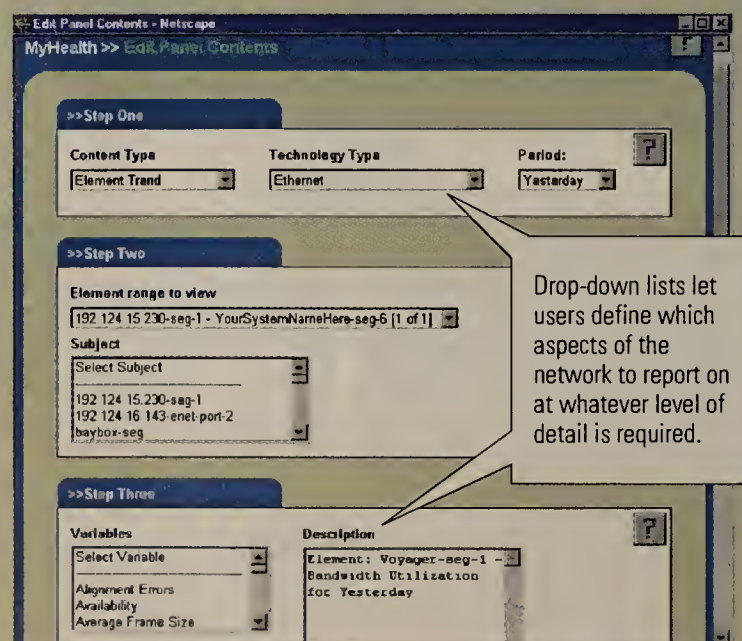 Edit Panel Contents - Netscape
MyHealth >> Edit Panel Contents
?
>>Step One
?
Content Type
Technology Type
Period:
Element Trand
Ethernet
Yesterday
>>Step Two
Element range to view
192 124 15.230-seg-1 - YourSystemNameHere-seg-6 [1 of 1]
Subject
Select Subject
192 124 15.230-seg-1
192 124 16 143-enet-port-2
baybox-seg
Drop-down lists let
users define which
aspects of the
network to report on
at whatever level of
detail is required.
>>Step Three
?
Variables
Description
Select Variable
Alignment Errors
Availability
Average Frame Size
Element: Voyager-seg-1 -
Bandwidth Utilization
for Yesterday